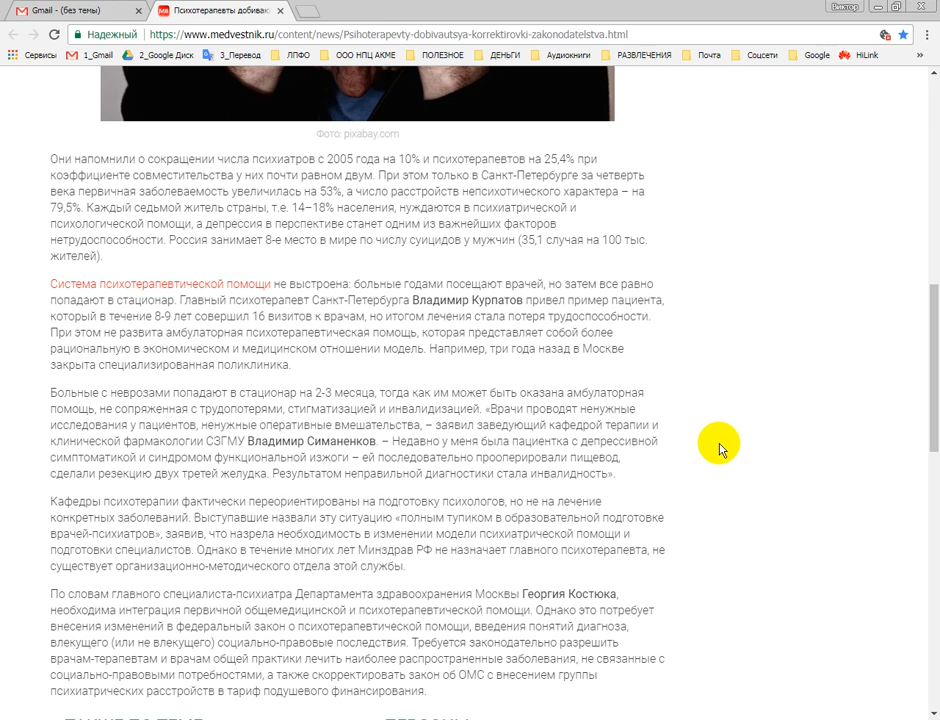 Gmail - (без темы)
Психотерапевты добиваю
Виктор
Надежный
https://www.medvestnik.ru/content/news/Psihoterapevty-dobivautsya-korrektirovki-zakonodatelstva.html
Сервисы 1_Gmail 2_Google Диск 3_Перевод ЛПФО ООО НПЦ АКМЕ ПОЛЕЗНОЕ ДЕНЬГИ Аудиокниги РАЗВЛЕЧЕНИЯ Почта Соцсети Google HiLink »
Фото: pixabay.com
Они напомнили о сокращении числа психиатров с 2005 года на 10% и психотерапевтов на 25,4% при
коэффициенте совместительства у них почти равном двум. При этом только в Санкт-Петербурге за четверть
века первичная заболеваемость увеличилась на 53%, а число расстройств непсихотического характера – на
79,5%. Каждый седьмой житель страны, т.е. 14–18% населения, нуждаются в психиатрической и
психологической помощи, а депрессия в перспективе станет одним из важнейших факторов
нетрудоспособности. Россия занимает 8-е место в мире по числу суицидов у мужчин (35,1 случая на 100 тыс.
жителей).
Система психотерапевтической помощи не выстроена: больные годами посещают врачей, но затем все равно
попадают в стационар. Главный психотерапевт Санкт-Петербурга Владимир Курпатов привел пример пациента,
который в течение 8-9 лет совершил 16 визитов к врачам, но итогом лечения стала потеря трудоспособности.
При этом не развита амбулаторная психотерапевтическая помощь, которая представляет собой более
рациональную в экономическом и медицинском отношении модель. Например, три года назад в Москве
закрыта специализированная поликлиника.
Больные с неврозами попадают в стационар на 2-3 месяца, тогда как им может быть оказана амбулаторная
помощь, не сопряженная с трудопотерями, стигматизацией и инвалидизацией. «Врачи проводят ненужные
исследования у пациентов, ненужные оперативные вмешательства, – заявил заведующий кафедрой терапии и
клинической фармакологии СЗГМУ Владимир Симаненков. – Недавно у меня была пациентка с депрессивной
симптоматикой и синдромом функциональной изжоги – ей последовательно прооперировали пищевод,
сделали резекцию двух третей желудка. Результатом неправильной диагностики стала инвалидность».
Кафедры психотерапии фактически переориентированы на подготовку психологов, но не на лечение
конкретных заболеваний. Выступавшие назвали эту ситуацию «полным тупиком в образовательной подготовке
врачей-психиатров», заявив, что назрела необходимость в изменении модели психиатрической помощи и
подготовки специалистов. Однако в течение многих лет Минздрав РФ не назначает главного психотерапевта, не
существует организационно-методического отдела этой службы.
По словам главного специалиста-психиатра Департамента здравоохранения Москвы Георгия Костюка,
необходима интеграция первичной общемедицинской и психотерапевтической помощи. Однако это потребует
внесения изменений в федеральный закон о психотерапевтической помощи, введения понятий диагноза,
влекущего (или не влекущего) социально-правовые последствия. Требуется законодательно разрешить
врачам-терапевтам и врачам общей практики лечить наиболее распространенные заболевания, не связанные с
социально-правовыми потребностями, а также скорректировать закон об ОМС с внесением группы
психиатрических расстройств в тариф подушевого финансирования.